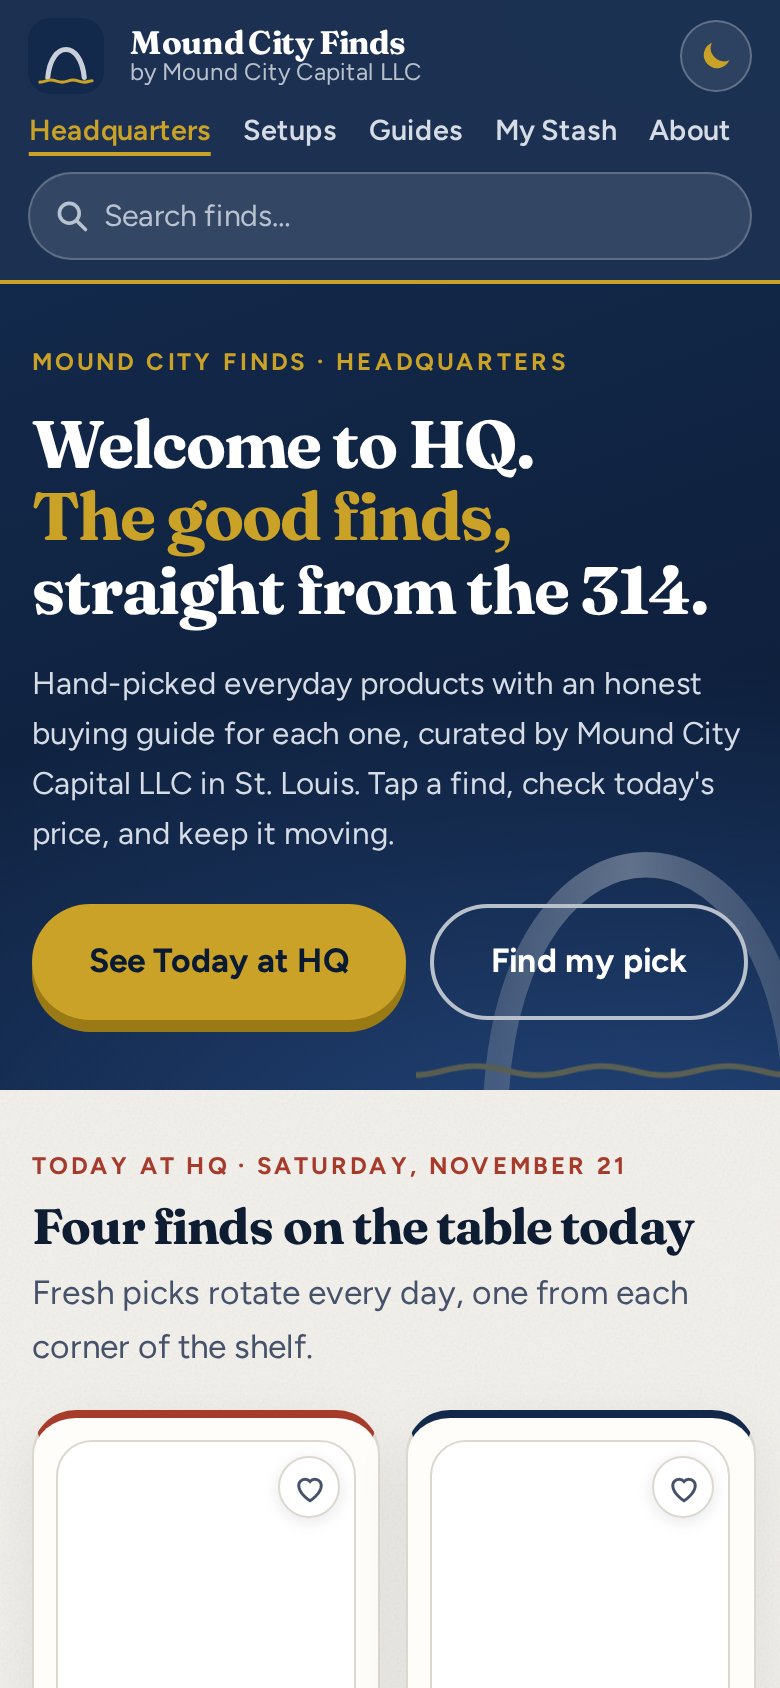 Mound City Finds
by Mound City Capital LLC
Headquarters Setups Guides My Stash About
Search finds...
MOUND CITY FINDS · HEADQUARTERS
Welcome to HQ.
The good finds,
straight from the 314.
Hand-picked everyday products with an honest
buying guide for each one, curated by Mound City
Capital LLC in St. Louis. Tap a find, check today's
price, and keep it moving.
See Today at HQ Find my pick
TODAY AT HQ · SATURDAY, NOVEMBER 21
Four finds on the table today
Fresh picks rotate every day, one from each
corner of the shelf.